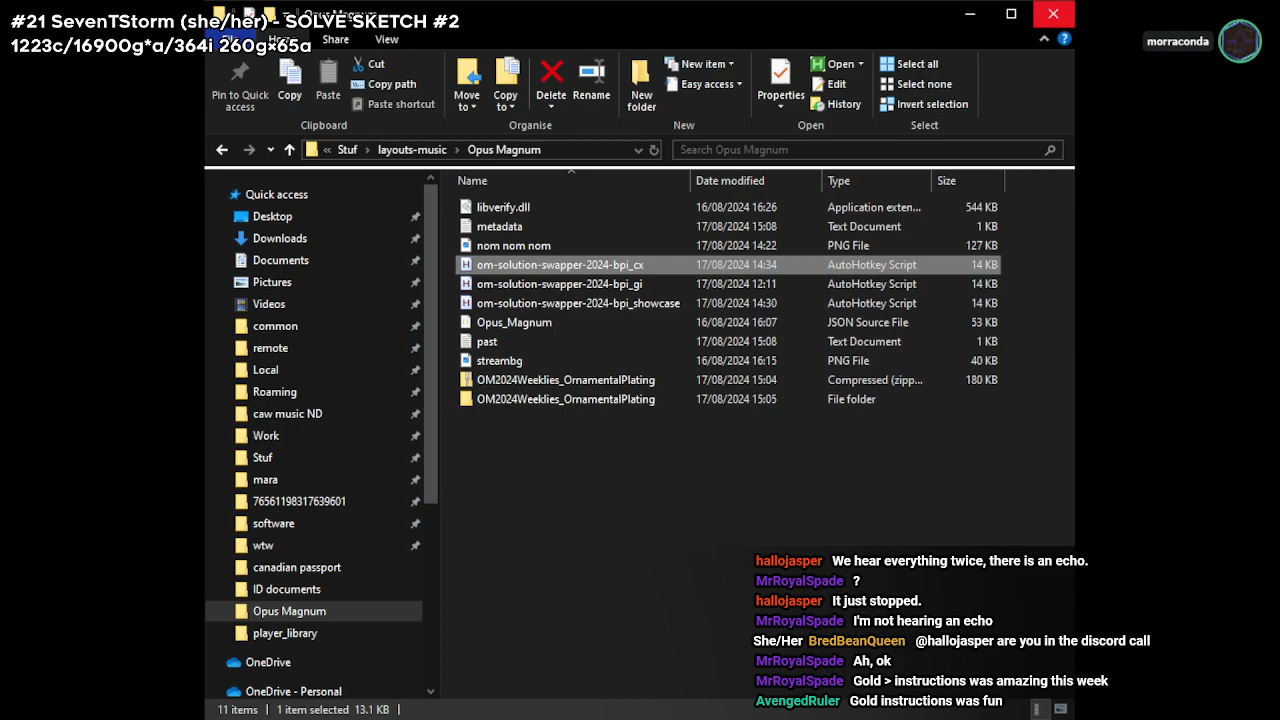 #21 SevenTStorm (she/her) - SOLVE SKETCH #2
1223c/16900g*a/364i 260g×65a
morraconda
Share
View
Pin to Quick access
Copy
Paste
Cut
Copy path
Paste shortcut
Move to
Copy to
Delete
Rename
New folder
New item
Easy access
Properties
Open
Edit
History
Select all
Select none
Invert selection
Clipboard
Organise
New
Open
Select
« Stuf › layouts-music › Opus Magnum
Search Opus Magnum
Name
Date modified
Type
Size
Quick access
Desktop
Downloads
Documents
Pictures
Videos
common
remote
Local
Roaming
caw music ND
Work
Stuf
mara
76561198317639601
software
wtw
canadian passport
ID documents
Opus Magnum
player_library
OneDrive
OneDrive - Personal
libverify.dll 16/08/2024 16:26 Application exten... 544 KB
metadata 17/08/2024 15:08 Text Document 1 KB
nom nom nom 17/08/2024 14:22 PNG File 127 KB
om-solution-swapper-2024-bpi_cx 17/08/2024 14:34 AutoHotkey Script 14 KB
om-solution-swapper-2024-bpi_gi 17/08/2024 12:11 AutoHotkey Script 14 KB
om-solution-swapper-2024-bpi_showcase 17/08/2024 14:30 AutoHotkey Script 14 KB
Opus_Magnum 16/08/2024 16:07 JSON Source File 53 KB
past 17/08/2024 15:08 Text Document 1 KB
streambg 16/08/2024 16:15 PNG File 40 KB
OM2024Weeklies_OrnamentalPlating 17/08/2024 15:04 Compressed (zipp... 180 KB
OM2024Weeklies_OrnamentalPlating 17/08/2024 15:05 File folder
hallojasper We hear everything twice, there is an echo.
MrRoyalSpade ?
hallojasper It just stopped.
MrRoyalSpade I'm not hearing an echo
She/Her BredBeanQueen @hallojasper are you in the discord call
MrRoyalSpade Ah, ok
MrRoyalSpade Gold > instructions was amazing this week
AvengedRuler Gold instructions was fun
11 items
1 item selected 13.1 KB